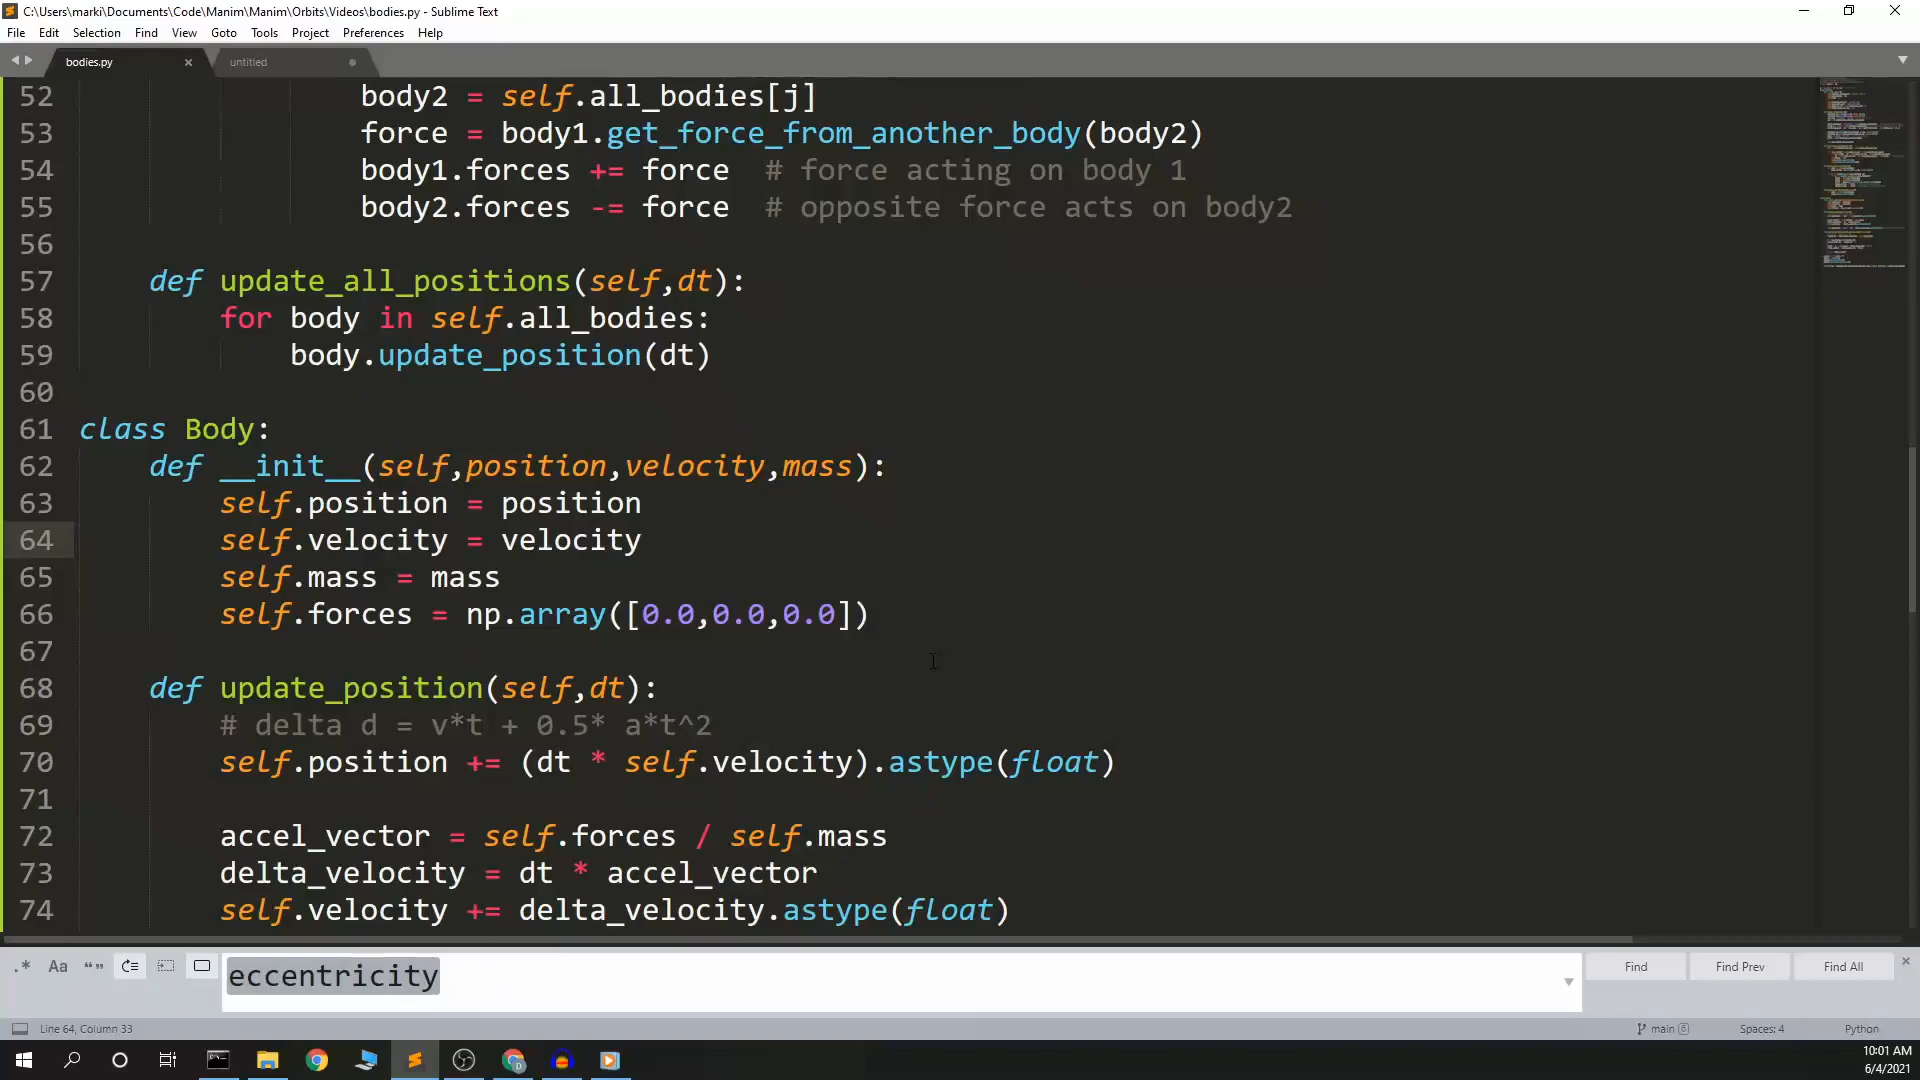 C:\Users\marki\Documents\Code\Manim\Manim\Orbits\Videos\bodies.py - Sublime Text
File Edit Selection Find View Goto Tools Project Preferences Help
bodies.py untitled
52 body2 = self.all_bodies[j]
53 force = body1.get_force_from_another_body(body2)
54 body1.forces += force # force acting on body 1
55 body2.forces -= force # opposite force acts on body2
56
57 def update_all_positions(self,dt):
58 for body in self.all_bodies:
59 body.update_position(dt)
60
61 class Body:
62 def __init__(self,position,velocity,mass):
63 self.position = position
64 self.velocity = velocity
65 self.mass = mass
66 self.forces = np.array([0.0,0.0,0.0])
67
68 def update_position(self,dt):
69 # delta d = v*t + 0.5* a*t^2
70 self.position += (dt * self.velocity).astype(float)
71
72 accel_vector = self.forces / self.mass
73 delta_velocity = dt * accel_vector
74 self.velocity += delta_velocity.astype(float)
.* Aa “” eccentricity Find Find Prev Find All
Line 64, Column 33 main 6 Spaces: 4 Python
10:01 AM
6/4/2021